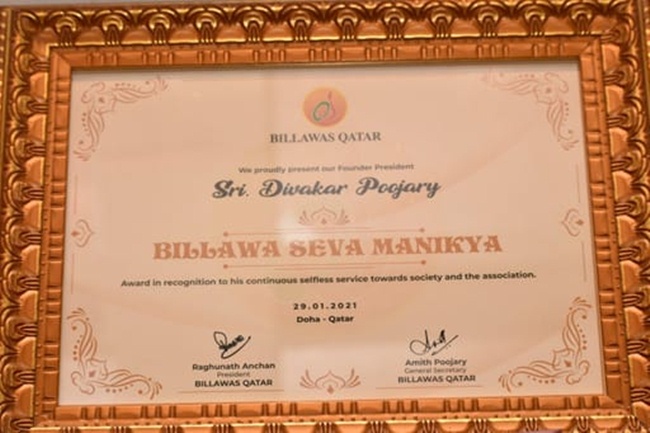 BILLAWAS QATAR
We proudly present our Founder President
Sri. Divakar Poojary
BILLAWA SEVA MANIKYA
Award in recognition to his continuous selfless service towards society and the association.
29.01.2021
Doha - Qatar
Raghunath Anchan
President
BILLAWAS QATAR
Amith Poojary
General Secretary
BILLAWAS QATAR